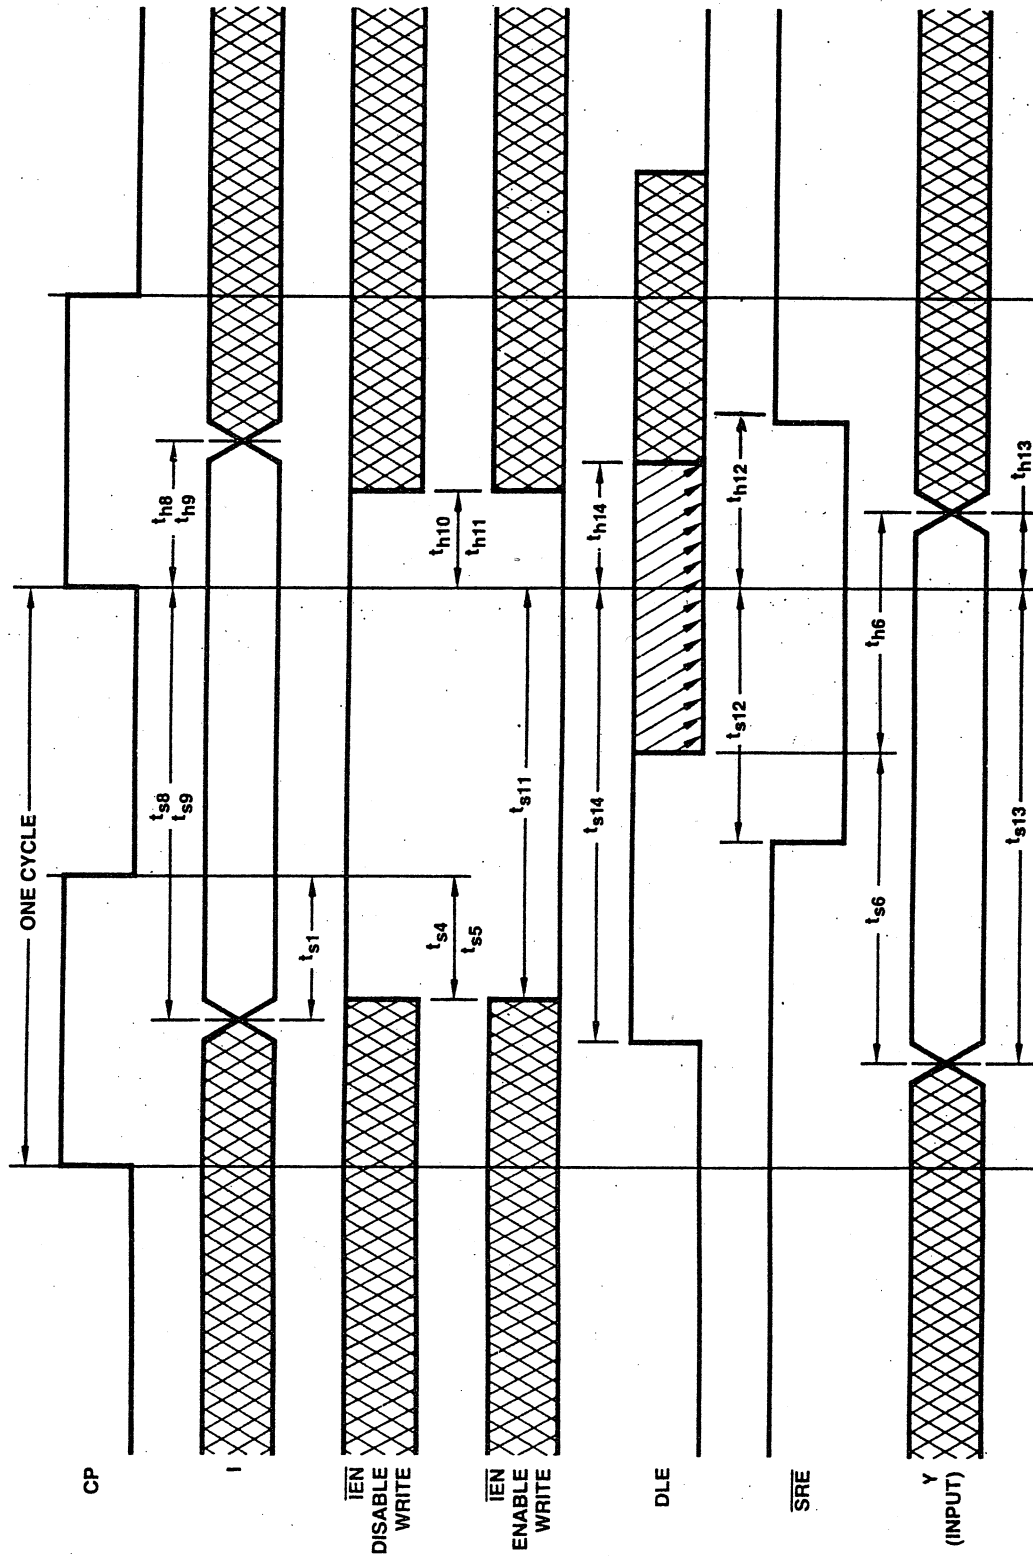 ONE CYCLE
CP
ts8
ts9
th8
th9
ts1
I
ts4
ts5
th10
th11
IEN
DISABLE
WRITE
ts11
IEN
ENABLE
WRITE
ts14
th14
DLE
ts12
th12
SRE
ts6
th6
Y
(INPUT)
ts13
th13